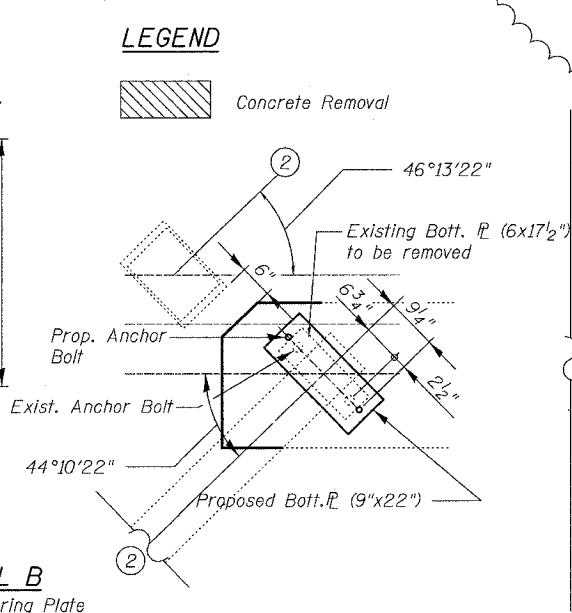 LEGEND
Concrete Removal
2
46°13'22"
Existing Bott. ⅊ (6x17½")
to be removed
6"
6¾"
9¼"
2½"
Prop. Anchor
Bolt
Exist. Anchor Bolt
44°10'22"
Proposed Bott.⅊ (9"x22")
2
L B
ring Plate